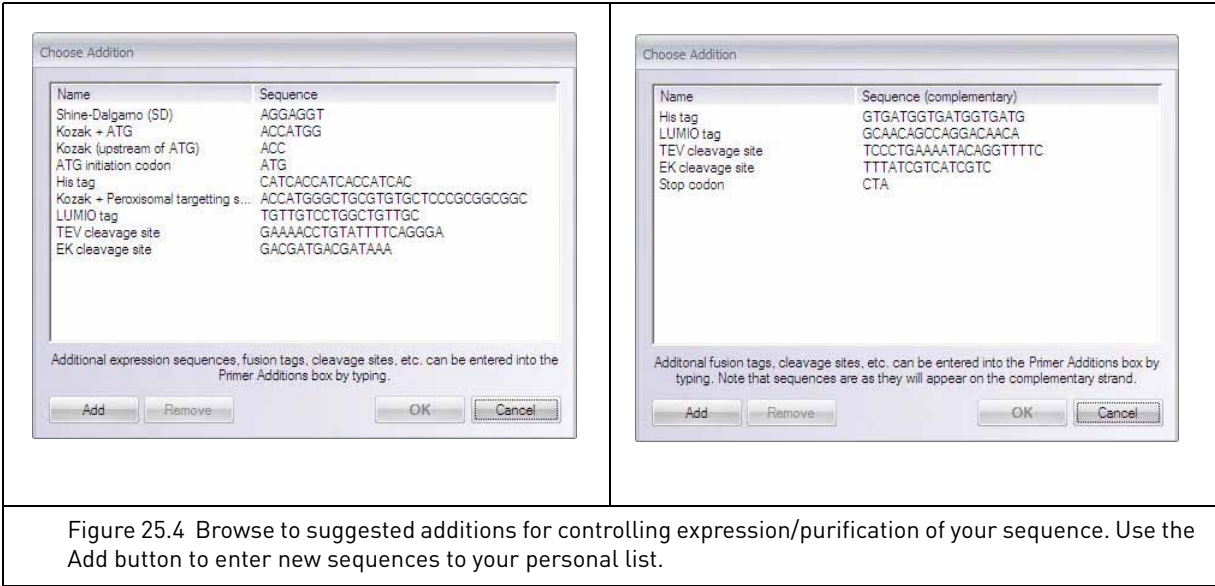 Choose Addition
Name Sequence
Shine-Dalgamo (SD) AGGAGGT
Kozak + ATG ACCATGG
Kozak (upstream of ATG) ACC
ATG initiation codon ATG
His tag CATCACCATCACCATCAC
Kozak + Peroxisomal targetting s... ACCATGGGCTGCGTGTGCTCCCGCGGCGGC
LUMIO tag TGTTGTCCTGGCTGTTGC
TEV cleavage site GAAAACCTGTATTTTCAGGGA
EK cleavage site GACGATGACGATAAA
Additional expression sequences, fusion tags, cleavage sites, etc. can be entered into the
Primer Additions box by typing.
Add Remove OK Cancel
Choose Addition
Name Sequence (complementary)
His tag GTGATGGTGATGGTGATG
LUMIO tag GCAACAGCCAGGACAACA
TEV cleavage site TCCCTGAAAATACAGGTTTTC
EK cleavage site TTTATCGTCATCGTC
Stop codon CTA
Additonal fusion tags, cleavage sites, etc. can be entered into the Primer Additions box by
typing. Note that sequences are as they will appear on the complementary strand.
Add Remove OK Cancel
Figure 25.4 Browse to suggested additions for controlling expression/purification of your sequence. Use the
Add button to enter new sequences to your personal list.